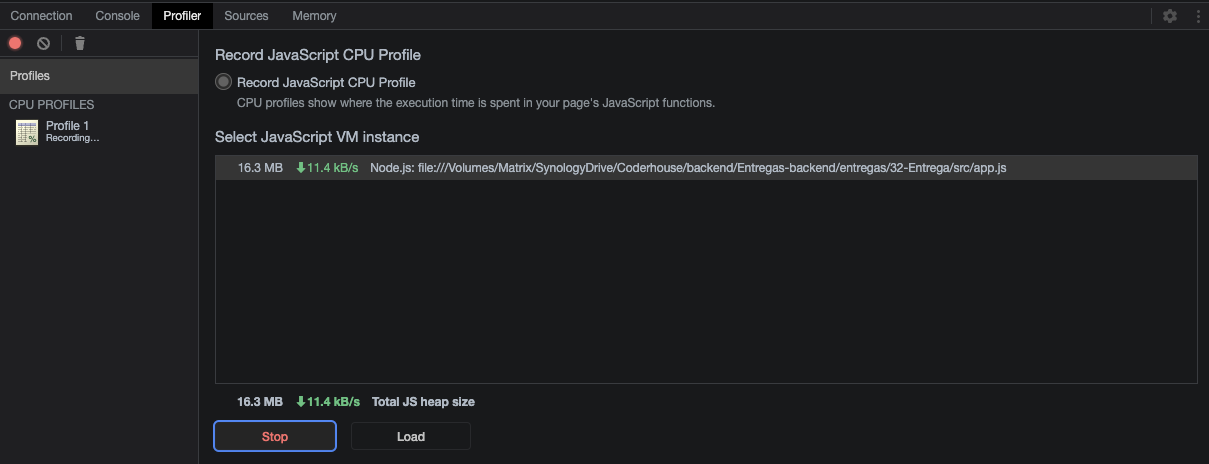 Connection Console Profiler Sources Memory
Profiles
CPU PROFILES
Profile 1
Recording...
%
Record JavaScript CPU Profile
Record JavaScript CPU Profile
CPU profiles show where the execution time is spent in your page's JavaScript functions.
Select JavaScript VM instance
16.3 MB 11.4 kB/s Node.js: file:///Volumes/Matrix/SynologyDrive/Coderhouse/backend/Entregas-backend/entregas/32-Entrega/src/app.js
16.3 MB 11.4 kB/s Total JS heap size
Stop Load